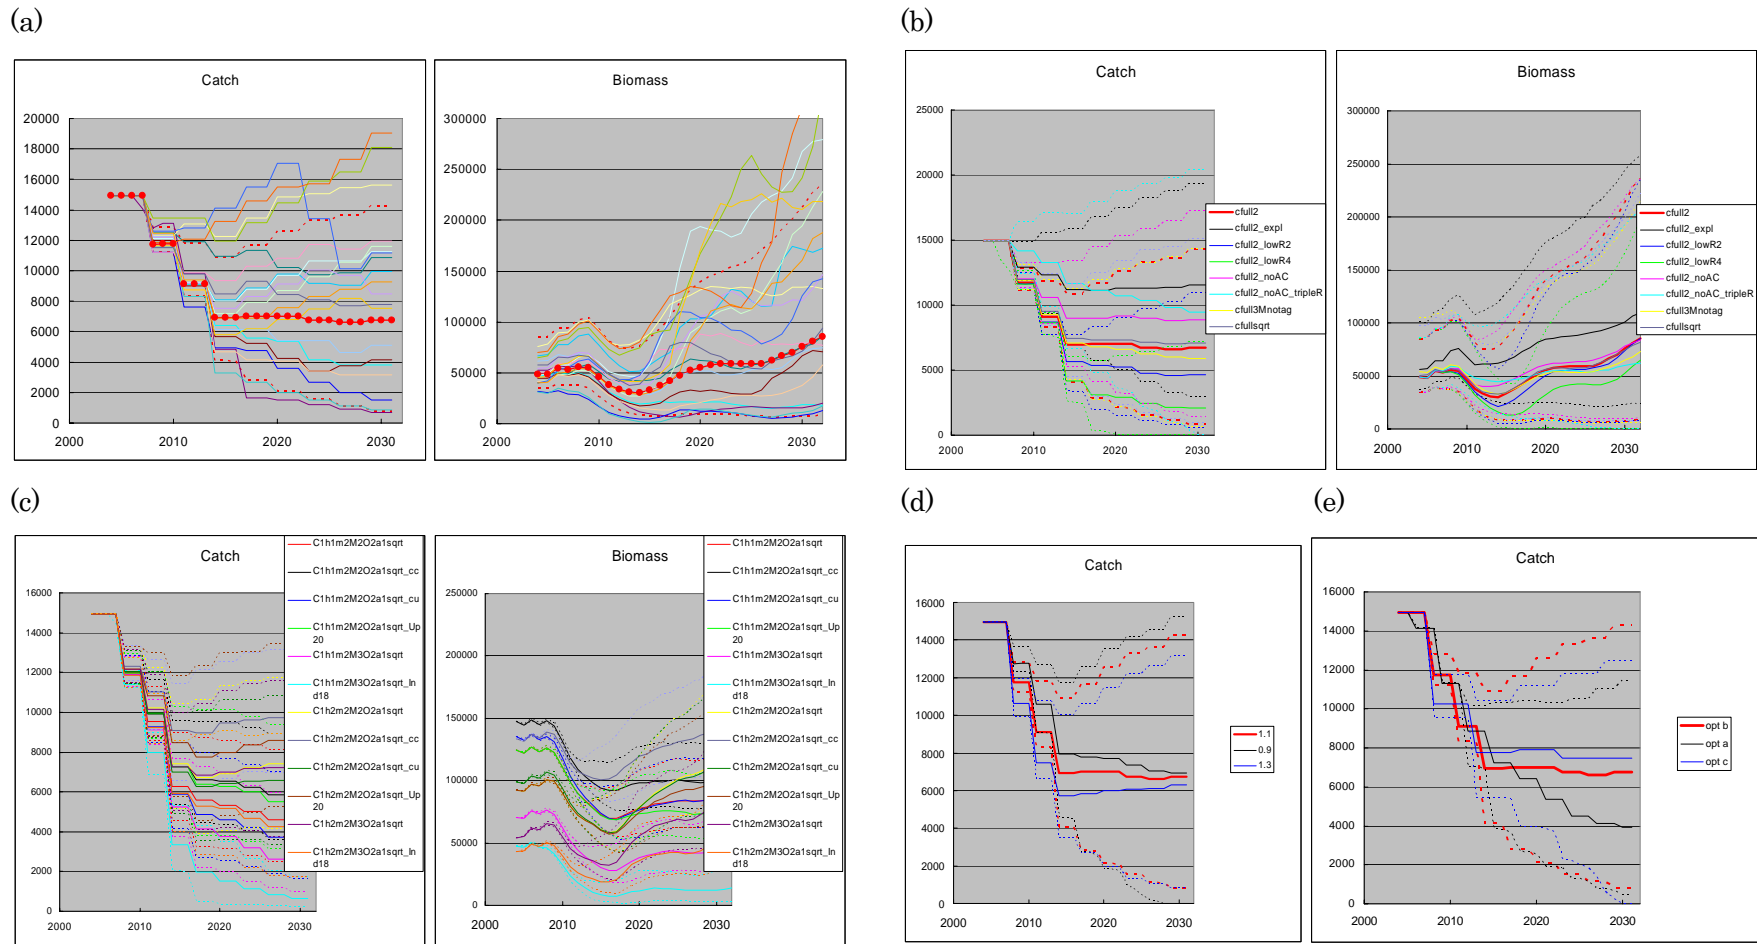 (a)
Catch
20000
18000
16000
14000
12000
10000
8000
6000
4000
2000
0
2000 2010 2020 2030
Biomass
300000
250000
200000
150000
100000
50000
0
2000 2010 2020 2030
(b)
Catch
25000
20000
15000
10000
5000
0
2000 2010 2020 2030
cfull2
cfull2_expl
cfull2_lowR2
cfull2_lowR4
cfull2_noAC
cfull2_noAC_tripleR
cfull3Mnotag
cfullsqrt
Biomass
300000
250000
200000
150000
100000
50000
0
2000 2010 2020 2030
cfull2
cfull2_expl
cfull2_lowR2
cfull2_lowR4
cfull2_noAC
cfull2_noAC_tripleR
cfull3Mnotag
cfullsqrt
(c)
Catch
16000
14000
12000
10000
8000
6000
4000
2000
0
2000 2010 2020 2030
C1h1m2M2O2a1sqrt
C1h1m2M2O2a1sqrt_cc
C1h1m2M2O2a1sqrt_cu
C1h1m2M2O2a1sqrt_Up
20
C1h1m2M3O2a1sqrt
C1h1m2M3O2a1sqrt_In
d18
C1h2m2M2O2a1sqrt
C1h2m2M2O2a1sqrt_cc
C1h2m2M2O2a1sqrt_cu
C1h2m2M2O2a1sqrt_Up
20
C1h2m2M3O2a1sqrt
C1h2m2M3O2a1sqrt_In
d18
Biomass
250000
200000
150000
100000
50000
0
2000 2010 2020 2030
C1h1m2M2O2a1sqrt
C1h1m2M2O2a1sqrt_cc
C1h1m2M2O2a1sqrt_cu
C1h1m2M2O2a1sqrt_Up
20
C1h1m2M3O2a1sqrt
C1h1m2M3O2a1sqrt_In
d18
C1h2m2M2O2a1sqrt
C1h2m2M2O2a1sqrt_cc
C1h2m2M2O2a1sqrt_cu
C1h2m2M2O2a1sqrt_Up
20
C1h2m2M3O2a1sqrt
C1h2m2M3O2a1sqrt_In
d18
(d)
Catch
16000
14000
12000
10000
8000
6000
4000
2000
0
2000 2010 2020 2030
1.1
0.9
1.3
(e)
Catch
16000
14000
12000
10000
8000
6000
4000
2000
0
2000 2010 2020 2030
opt b
opt a
opt c